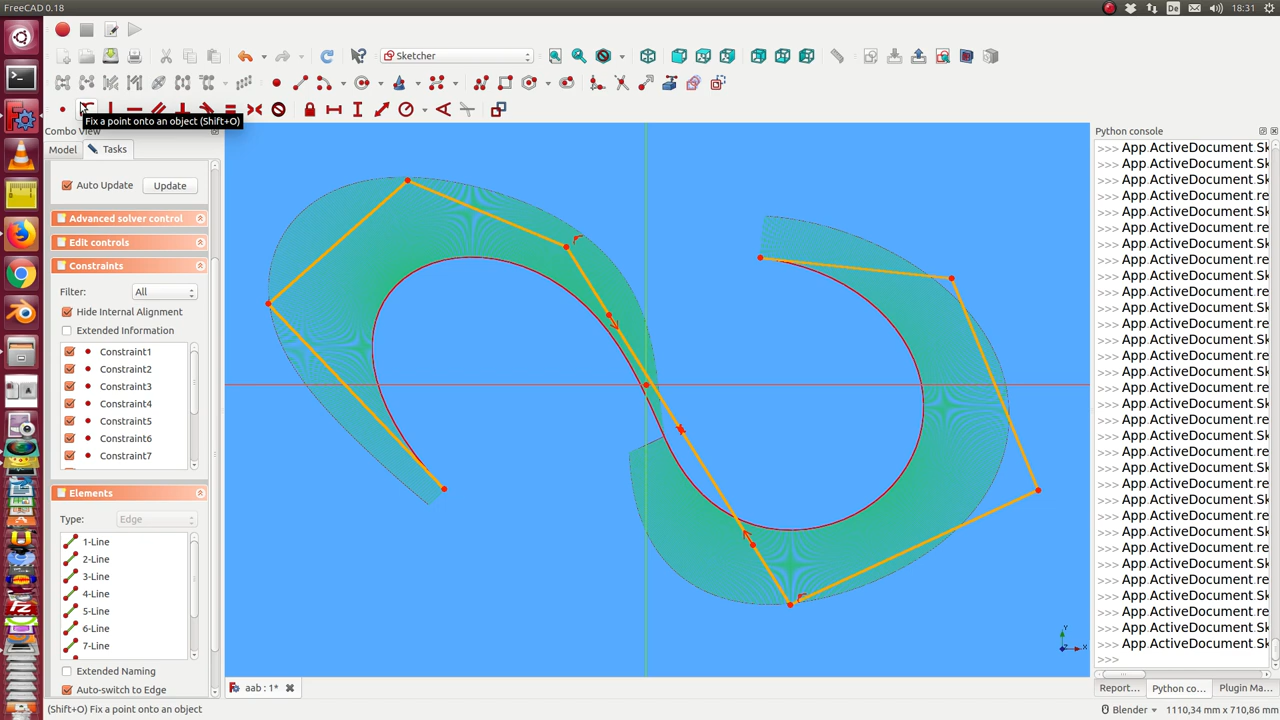 FreeCAD 0.18
De
18:31
Sketcher
Fix a point onto an object (Shift+O)
Combo View
Python console
Model
Tasks
Auto Update
Update
Advanced solver control
Edit controls
Constraints
Filter:
All
Hide Internal Alignment
Extended Information
Constraint1
Constraint2
Constraint3
Constraint4
Constraint5
Constraint6
Constraint7
Elements
Type:
Edge
1-Line
2-Line
3-Line
4-Line
5-Line
6-Line
7-Line
Extended Naming
Auto-switch to Edge
>>> App.ActiveDocument.Sk
>>> App.ActiveDocument.Sk
>>> App.ActiveDocument.Sk
>>> App.ActiveDocument.re
>>> App.ActiveDocument.Sk
>>> App.ActiveDocument.re
>>> App.ActiveDocument.Sk
>>> App.ActiveDocument.re
>>> App.ActiveDocument.Sk
>>> App.ActiveDocument.re
>>> App.ActiveDocument.Sk
>>> App.ActiveDocument.re
>>> App.ActiveDocument.Sk
>>> App.ActiveDocument.re
>>> App.ActiveDocument.Sk
>>> App.ActiveDocument.re
>>> App.ActiveDocument.Sk
>>> App.ActiveDocument.re
>>> App.ActiveDocument.Sk
>>> App.ActiveDocument.re
>>> App.ActiveDocument.Sk
>>> App.ActiveDocument.re
>>> App.ActiveDocument.Sk
>>> App.ActiveDocument.re
>>> App.ActiveDocument.Sk
>>> App.ActiveDocument.Sk
>>> App.ActiveDocument.re
>>> App.ActiveDocument.Sk
>>> App.ActiveDocument.Sk
>>> App.ActiveDocument.re
>>> App.ActiveDocument.Sk
>>> App.ActiveDocument.Sk
>>>
Y
X
aab : 1*
Report...
Python co...
Plugin Ma...
(Shift+O) Fix a point onto an object
Blender
1110,34 mm x 710,86 mm